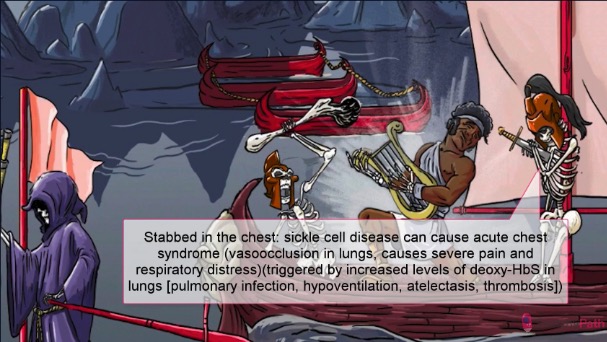 Stabbed in the chest: sickle cell disease can cause acute chest
syndrome (vasoocclusion in lungs, causes severe pain and
respiratory distress)(triggered by increased levels of deoxy-HbS in
lungs [pulmonary infection, hypoventilation, atelectasis, thrombosis])